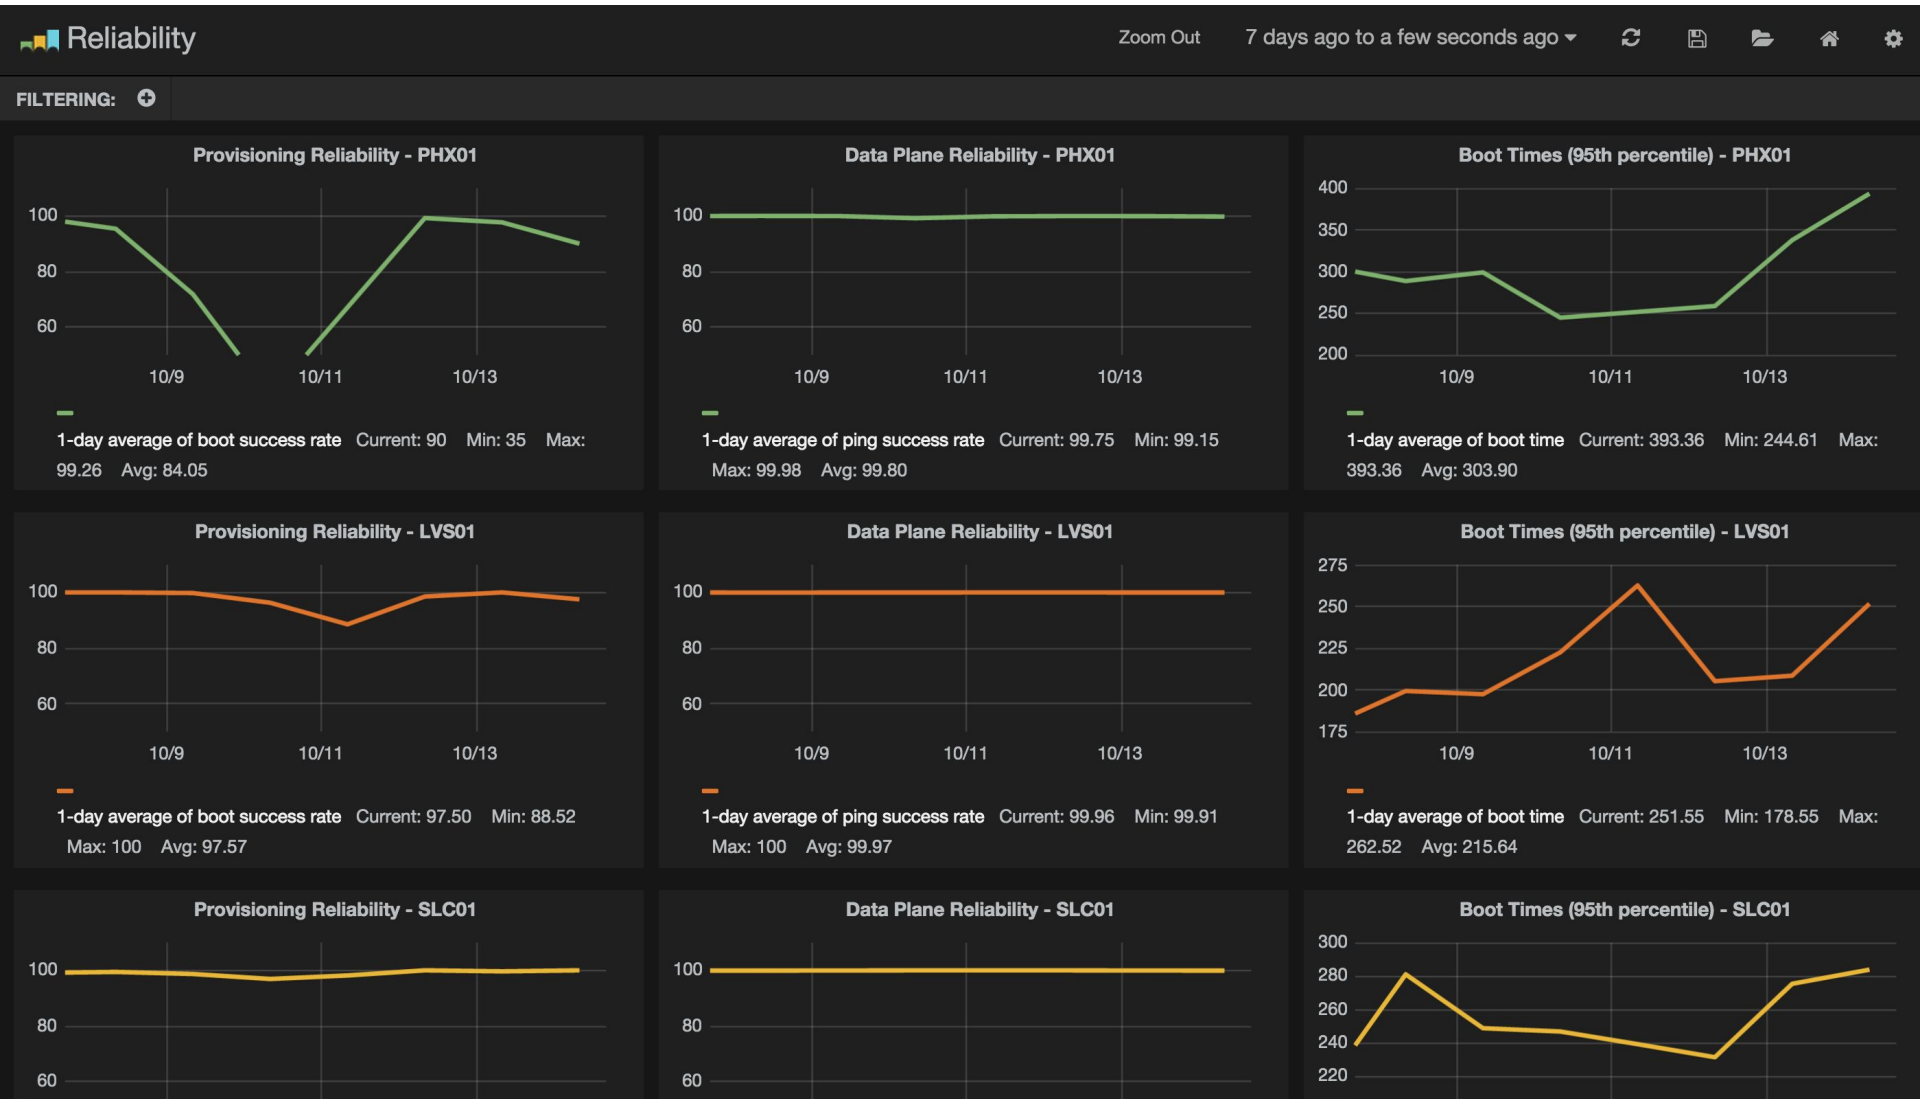 Reliability
Zoom Out
7 days ago to a few seconds ago
FILTERING:
Provisioning Reliability - PHX01
100
80
60
10/9 10/11 10/13
1-day average of boot success rate Current: 90 Min: 35 Max:
99.26 Avg: 84.05
Data Plane Reliability - PHX01
100
80
60
10/9 10/11 10/13
1-day average of ping success rate Current: 99.75 Min: 99.15
Max: 99.98 Avg: 99.80
Boot Times (95th percentile) - PHX01
400
350
300
250
200
10/9 10/11 10/13
1-day average of boot time Current: 393.36 Min: 244.61 Max:
393.36 Avg: 303.90
Provisioning Reliability - LVS01
100
80
60
10/9 10/11 10/13
1-day average of boot success rate Current: 97.50 Min: 88.52
Max: 100 Avg: 97.57
Data Plane Reliability - LVS01
100
80
60
10/9 10/11 10/13
1-day average of ping success rate Current: 99.96 Min: 99.91
Max: 100 Avg: 99.97
Boot Times (95th percentile) - LVS01
275
250
225
200
175
10/9 10/11 10/13
1-day average of boot time Current: 251.55 Min: 178.55 Max:
262.52 Avg: 215.64
Provisioning Reliability - SLC01
100
80
60
Data Plane Reliability - SLC01
100
80
60
Boot Times (95th percentile) - SLC01
300
280
260
240
220